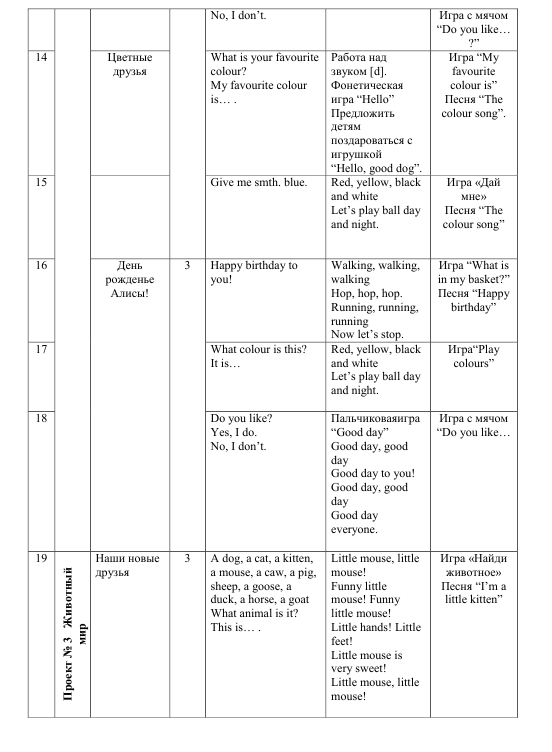 No, I don't.
Игра с мячом
“Do you like…
?”
14
Цветные
друзья
What is your favourite
colour?
My favourite colour
is… .
Работа над
звуком [d].
Фонетическая
игра “Hello”
Предложить
детям
поздароваться с
игрушкой
“Hello, good dog”.
Игра “My
favourite
colour is”
Песня “The
colour song”.
15
Give me smth. blue.
Red, yellow, black
and white
Let’s play ball day
and night.
Игра «Дай
мне»
Песня “The
colour song”
16
День
рожденье
Алисы!
3
Happy birthday to
you!
Walking, walking,
walking
Hop, hop, hop.
Running, running,
running
Now let’s stop.
Игра “What is
in my basket?”
Песня “Happy
birthday”
17
What colour is this?
It is…
Red, yellow, black
and white
Let’s play ball day
and night.
Игра“Play
colours”
18
Do you like?
Yes, I do.
No, I don’t.
Пальчиковаяигра
“Good day”
Good day, good
day
Good day to you!
Good day, good
day
Good day
everyone.
Игра с мячом
“Do you like…
19
Проект № 3 Животный
мир
Наши новые
друзья
3
A dog, a cat, a kitten,
a mouse, a caw, a pig,
sheep, a goose, a
duck, a horse, a goat
What animal is it?
This is… .
Little mouse, little
mouse!
Funny little
mouse! Funny
little mouse!
Little hands! Little
feet!
Little mouse is
very sweet!
Little mouse, little
mouse!
Игра «Найди
животное»
Песня “I’m a
little kitten”